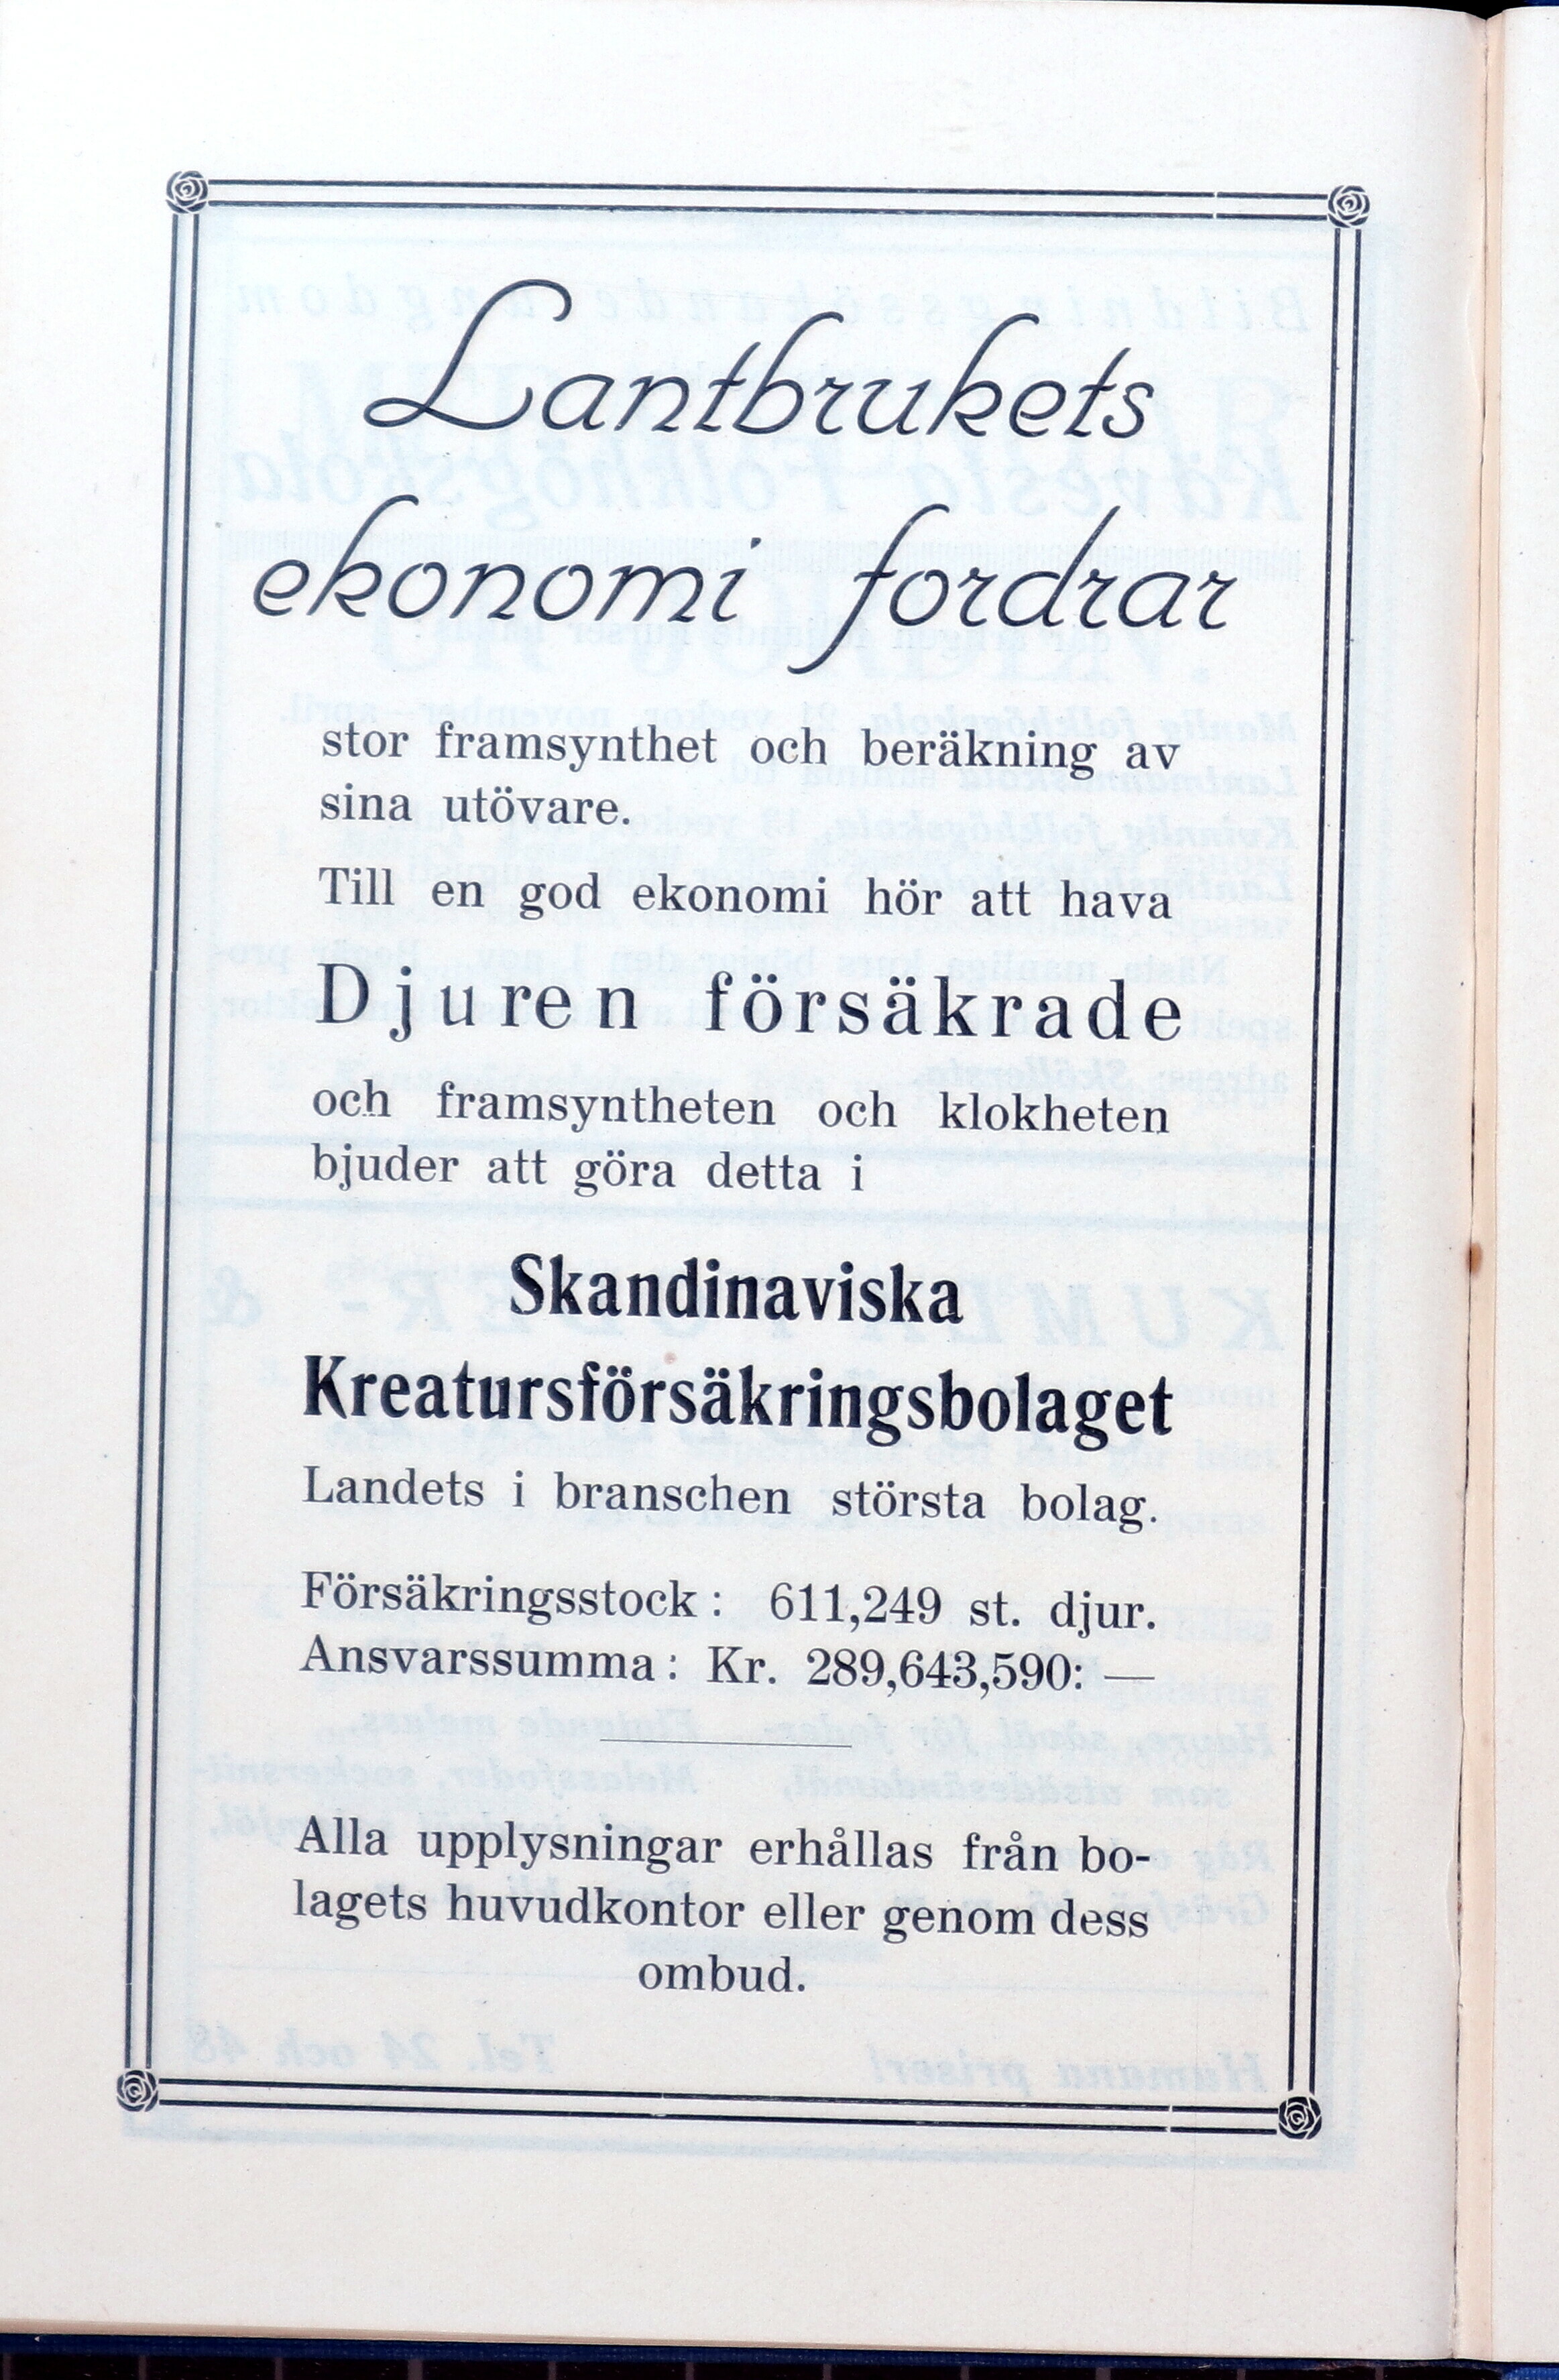 Lantbrukets
ekonomi fordrar
stor framsynthet och beräkning av
sina utövare.
Till en god ekonomi hör att hava
Djuren försäkrade
och framsyntheten och klokheten
bjuder att göra detta i
Skandinaviska
Kreatursförsäkringsbolaget
Landets i branschen största bolag.
Försäkringsstock: 611,249 st. djur.
Ansvarssumma: Kr. 289,643,590: —
Alla upplysningar erhållas från bo-
lagets huvudkontor eller genom dess
ombud.